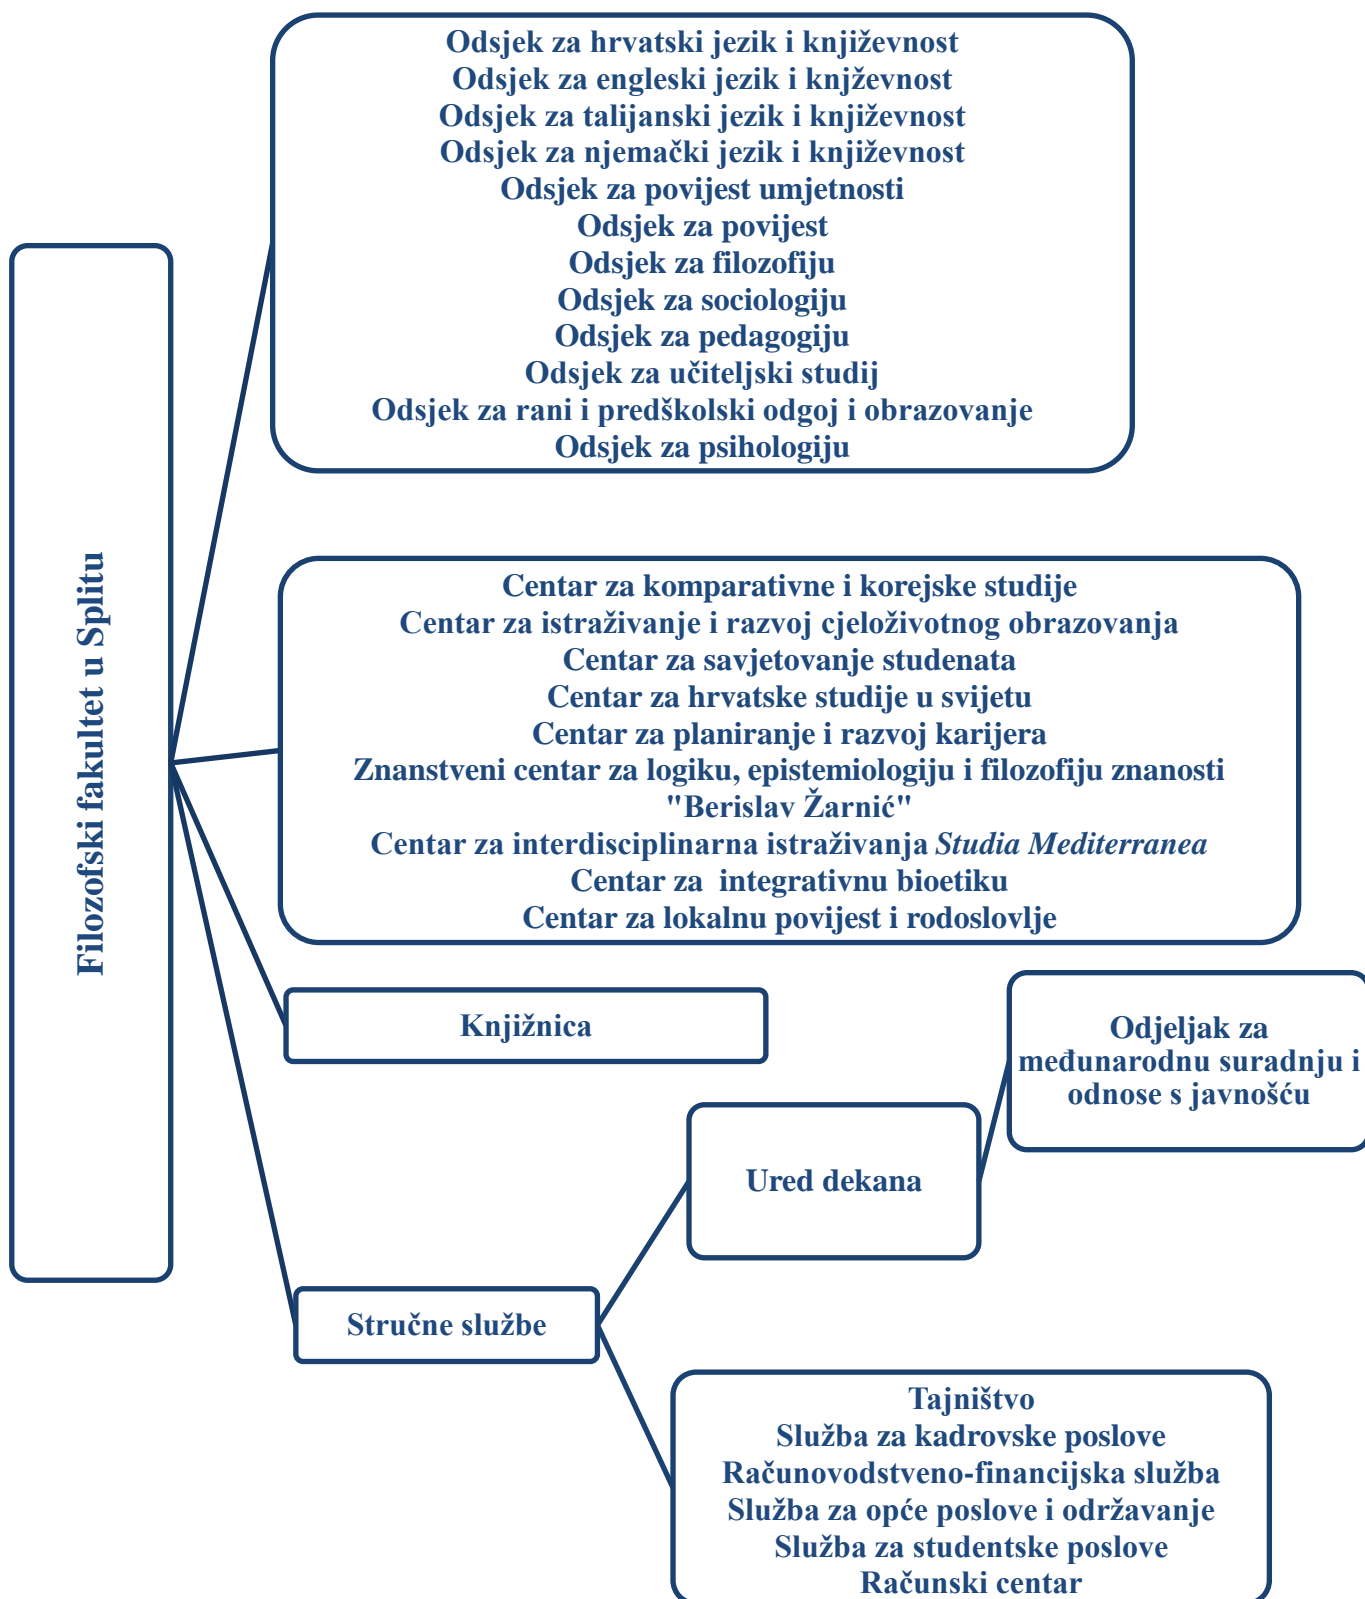 Odsjek za hrvatski jezik i književnost
Odsjek za engleski jezik i knjževnost
Odsjek za talijanski jezik i književnost
Odsjek za njemački jezik i književnost
Odsjek za povijest umjetnosti
Odsjek za povijest
Odsjek za filozofiju
Odsjek za sociologiju
Odsjek za pedagogiju
Odsjek za učiteljski studij
Odsjek za rani i predškolski odgoj i obrazovanje
Odsjek za psihologiju
Filozofski fakultet u Splitu
Centar za komparativne i korejske studije
Centar za istraživanje i razvoj cjeloživotnog obrazovanja
Centar za savjetovanje studenata
Centar za hrvatske studije u svijetu
Centar za planiranje i razvoj karijera
Znanstveni centar za logiku, epistemiologiju i filozofiju znanosti
"Berislav Žarnić"
Centar za interdisciplinarna istraživanja Studia Mediterranea
Centar za  integrativnu bioetiku
Centar za lokalnu povijest i rodoslovlje
Knjižnica
Odjeljak za
međunarodnu suradnju i
odnose s javnošću
Ured dekana
Stručne službe
Tajništvo
Služba za kadrovske poslove
Računovodstveno-financijska služba
Služba za opće poslove i održavanje
Služba za studentske poslove
Računski centar